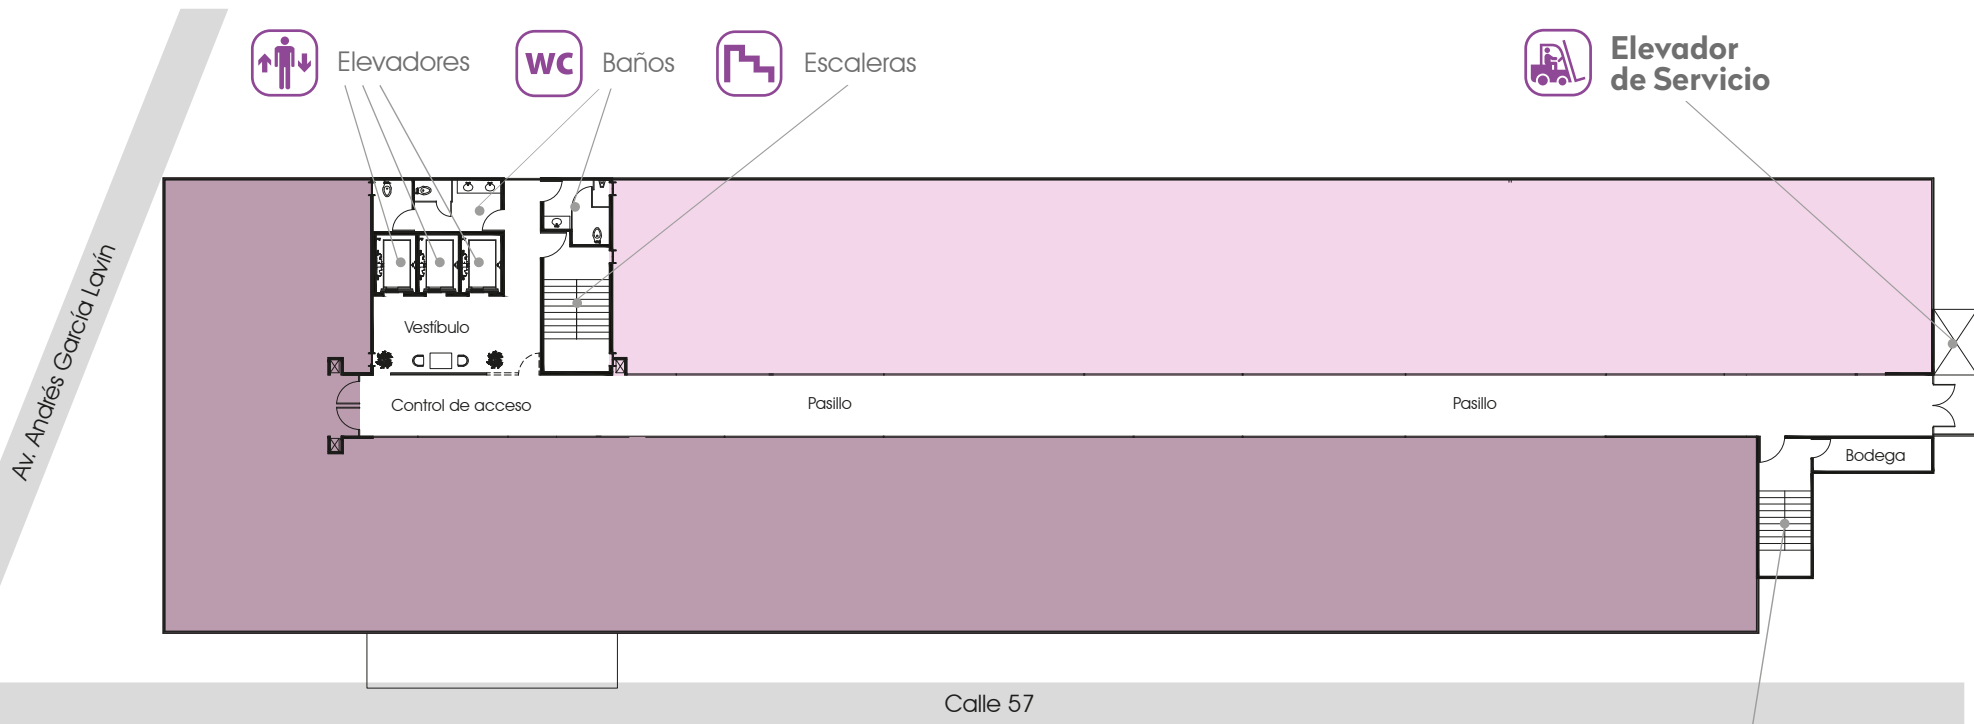 Elevadores
WC
Baños
Escaleras
Elevador
de Servicio
Av. Andrés García Lavín
Vestíbulo
Control de acceso
Pasillo
Pasillo
Bodega
Calle 57